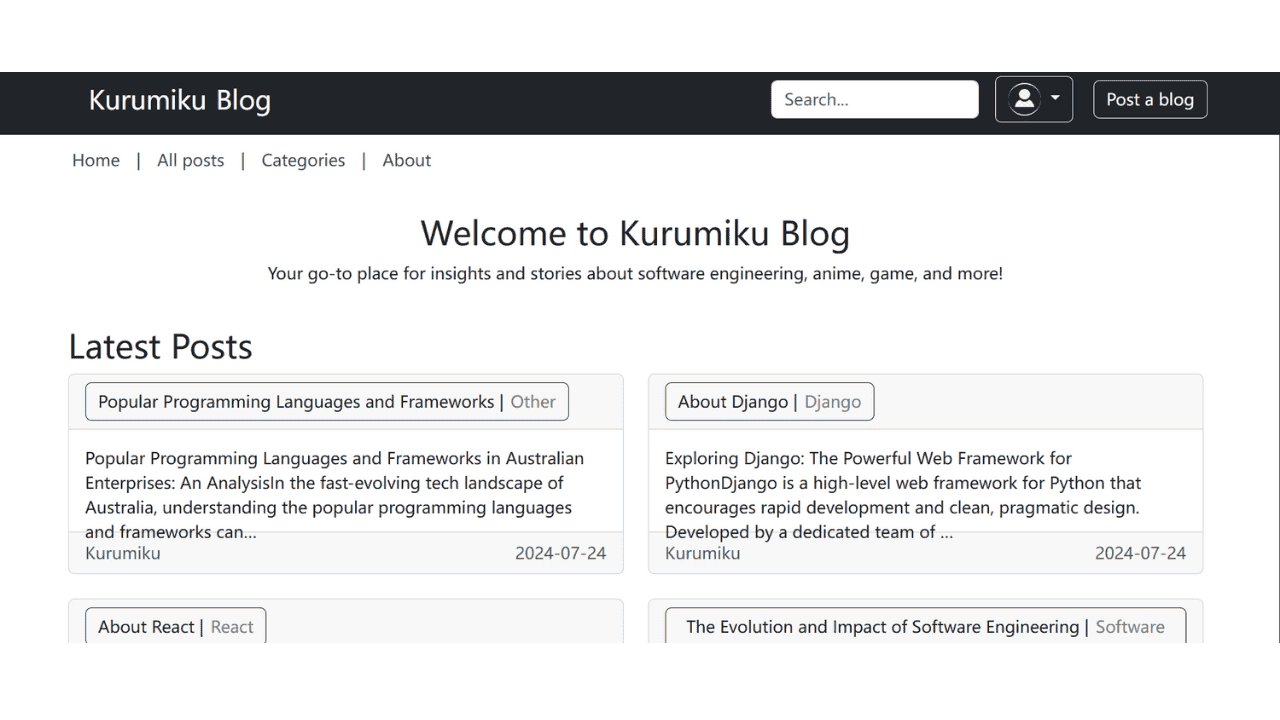 Kurumiku Blog
Search...
Post a blog
Home | All posts | Categories | About
Welcome to Kurumiku Blog
Your go-to place for insights and stories about software engineering, anime, game, and more!
Latest Posts
Popular Programming Languages and Frameworks | Other
Popular Programming Languages and Frameworks in Australian
Enterprises: An AnalysisIn the fast-evolving tech landscape of
Australia, understanding the popular programming languages
and frameworks can...
Kurumiku 2024-07-24
About Django | Django
Exploring Django: The Powerful Web Framework for
PythonDjango is a high-level web framework for Python that
encourages rapid development and clean, pragmatic design.
Developed by a dedicated team of ...
Kurumiku 2024-07-24
About React | React
The Evolution and Impact of Software Engineering | Software